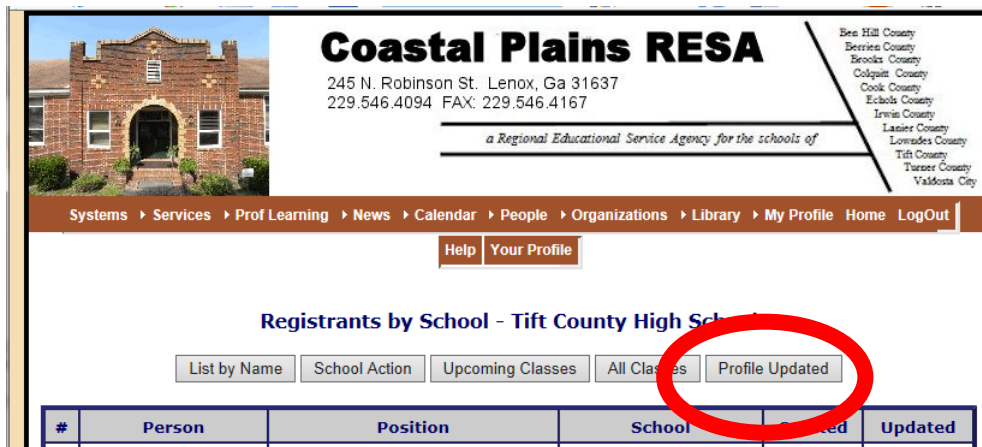 Coastal Plains RESA
245 N. Robinson St. Lenox, Ga 31637
229.546.4094 FAX: 229.546.4167
a Regional Educational Service Agency for the schools of
Ben Hill County
Berrien County
Brooks County
Colquitt County
Cook County
Echols County
Irwin County
Lanier County
Lowndes County
Tift County
Turner County
Valdosta City
Systems Services Prof Learning News Calendar People Organizations Library My Profile Home LogOut
Help Your Profile
Registrants by School - Tift County High School
List by Name School Action Upcoming Classes All Classes Profile Updated
# Person Position School Updated